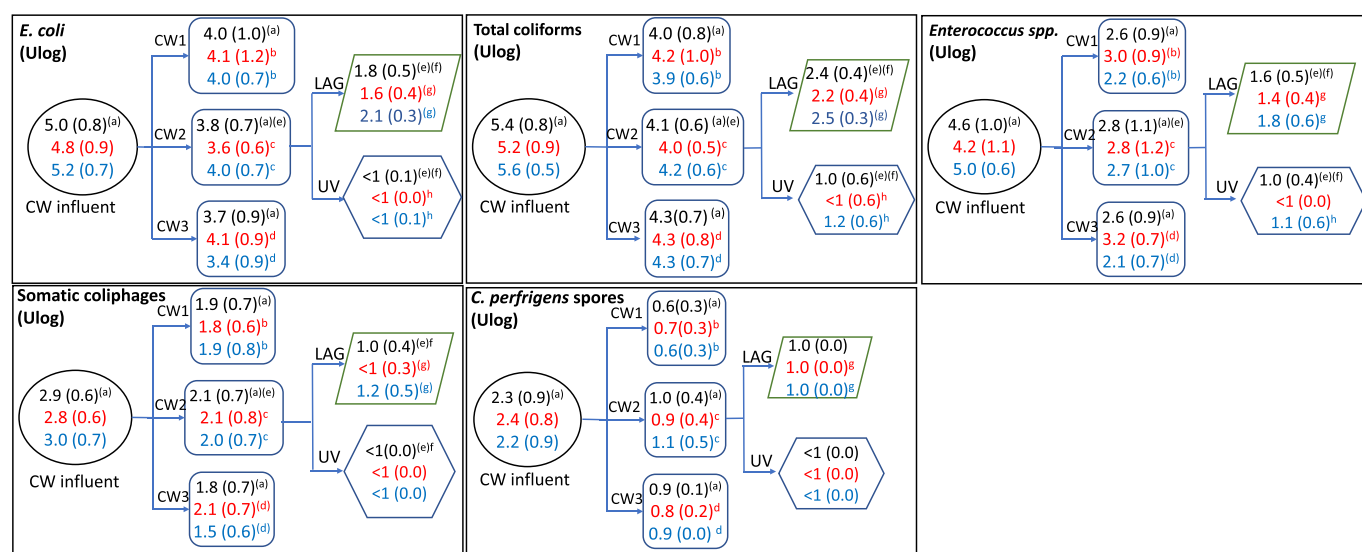 E. coli
(Ulog)
CW1
4.0 (1.0)(a)
4.1 (1.2)b
4.0 (0.7)b
5.0 (0.8)(a)
4.8 (0.9)
5.2 (0.7)
CW influent
CW2
3.8 (0.7)(a)(e)
3.6 (0.6)c
4.0 (0.7)c
CW3
3.7 (0.9)(a)
4.1 (0.9)d
3.4 (0.9)d
LAG
1.8 (0.5)(e)(f)
1.6 (0.4)(g)
2.1 (0.3)(g)
UV
<1 (0.1)(e)(f)
<1 (0.0)h
<1 (0.1)h
Total coliforms
(Ulog)
CW1
4.0 (0.8)(a)
4.2 (1.0)b
3.9 (0.6)b
5.4 (0.8)(a)
5.2 (0.9)
5.6 (0.5)
CW influent
CW2
4.1 (0.6)(a)(e)
4.0 (0.5)c
4.2 (0.6)c
CW3
4.3(0.7)(a)
4.3 (0.8)d
4.3 (0.7)d
LAG
2.4 (0.4)(e)(f)
2.2 (0.4)(g)
2.5 (0.3)(g)
UV
1.0 (0.6)(e)(f)
<1 (0.6)h
1.2 (0.6)h
Enterococcus spp.
(Ulog)
CW1
2.6 (0.9)(a)
3.0 (0.9)(b)
2.2 (0.6)(b)
4.6 (1.0)(a)
4.2 (1.1)
5.0 (0.6)
CW influent
CW2
2.8 (1.1)(a)(e)
2.8 (1.2)c
2.7 (1.0)c
CW3
2.6 (0.9)(a)
3.2 (0.7)(d)
2.1 (0.7)(d)
LAG
1.6 (0.5)(e)(f)
1.4 (0.4)g
1.8 (0.6)g
UV
1.0 (0.4)(e)(f)
<1 (0.0)
1.1 (0.6)h
Somatic coliphages
(Ulog)
CW1
1.9 (0.7)(a)
1.8 (0.6)b
1.9 (0.8)b
2.9 (0.6)(a)
2.8 (0.6)
3.0 (0.7)
CW influent
CW2
2.1 (0.7)(a)(e)
2.1 (0.8)c
2.0 (0.7)c
CW3
1.8 (0.7)(a)
2.1 (0.7)(d)
1.5 (0.6)(d)
LAG
1.0 (0.4)(e)f
<1 (0.3)(g)
1.2 (0.5)(g)
UV
<1(0.0)(e)f
<1 (0.0)
<1 (0.0)
C. perfrigens spores
(Ulog)
CW1
0.6(0.3)(a)
0.7(0.3)b
0.6(0.3)b
2.3 (0.9)(a)
2.4 (0.8)
2.2 (0.9)
CW influent
CW2
1.0 (0.4)(a)
0.9 (0.4)c
1.1 (0.5)c
CW3
0.9 (0.1)(a)
0.8 (0.2)d
0.9 (0.0) d
LAG
1.0 (0.0)
1.0 (0.0)g
1.0 (0.0)g
UV
<1 (0.0)
<1 (0.0)
<1 (0.0)